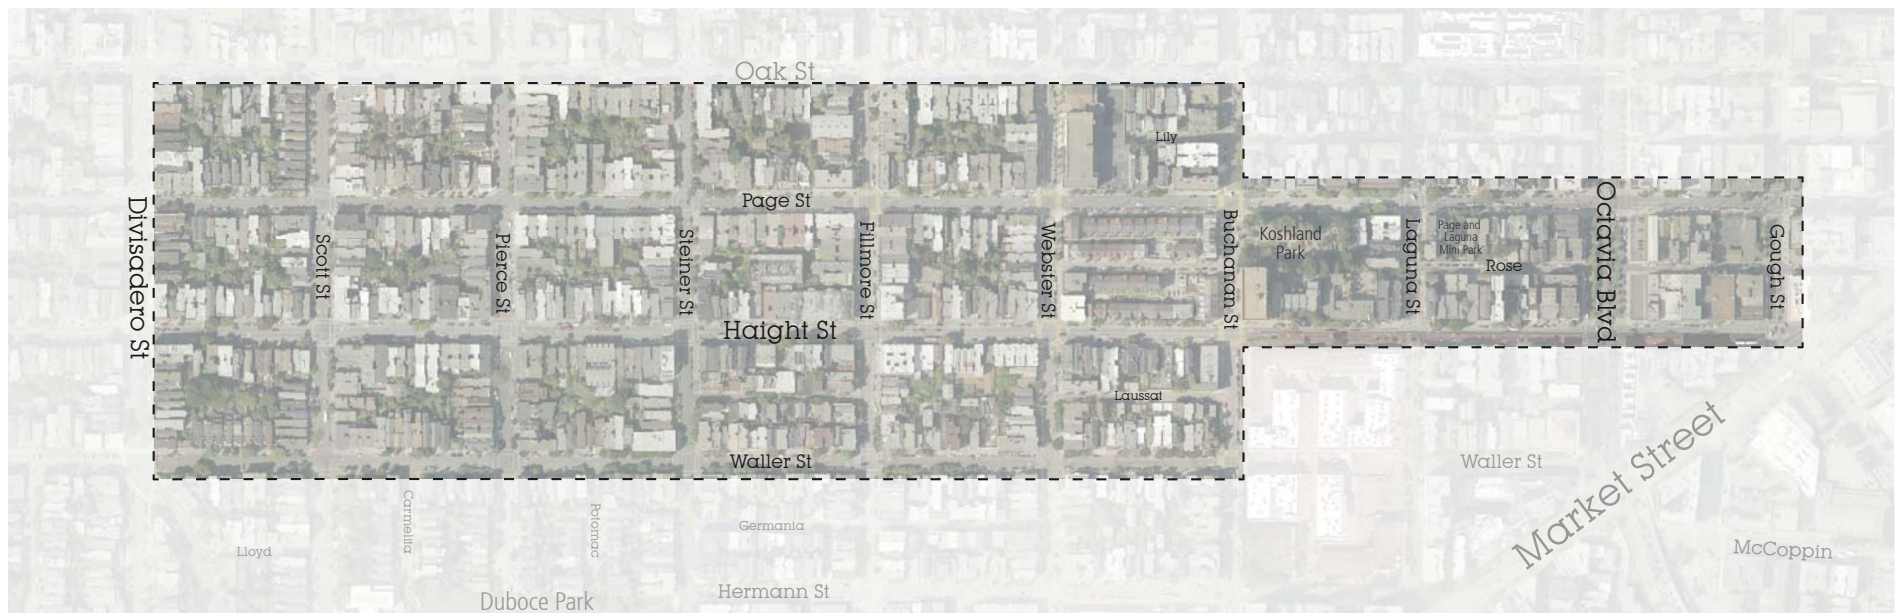 Oak St
Lily
Page St
Divisadero St
Scott St
Pierce St
Steiner St
Fillmore St
Webster St
Buchanan St
Koshland
Park
Laguna St
Page and
Laguna
Mini Park
Rose
Octavia Blvd
Gough St
Haight St
Laussat
Waller St
Waller St
Market Street
Carmelita
Potomac
Germania
Lloyd
McCoppin
Hermann St
Duboce Park